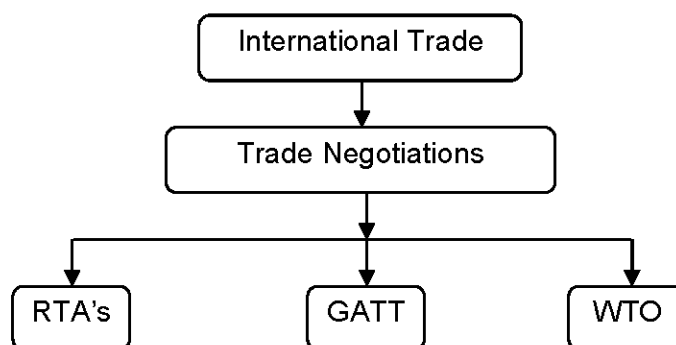 International Trade
Trade Negotiations
RTA's
GATT
WTO